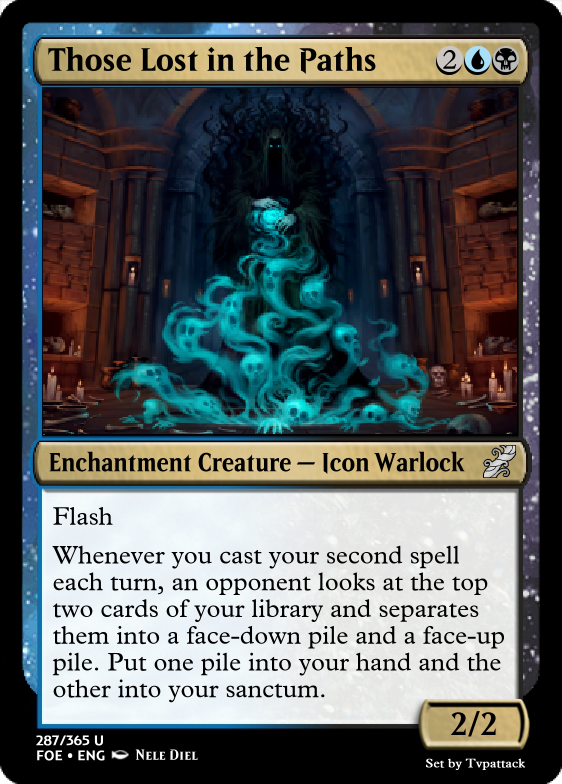 Those Lost in the Paths 2
Enchantment Creature — Icon Warlock
Flash
Whenever you cast your second spell
each turn, an opponent looks at the top
two cards of your library and separates
them into a face-down pile and a face-up
pile. Put one pile into your hand and the
other into your sanctum.
2/2
287/365 U
FOE • ENG Nele Diel
Set by Tvpattack